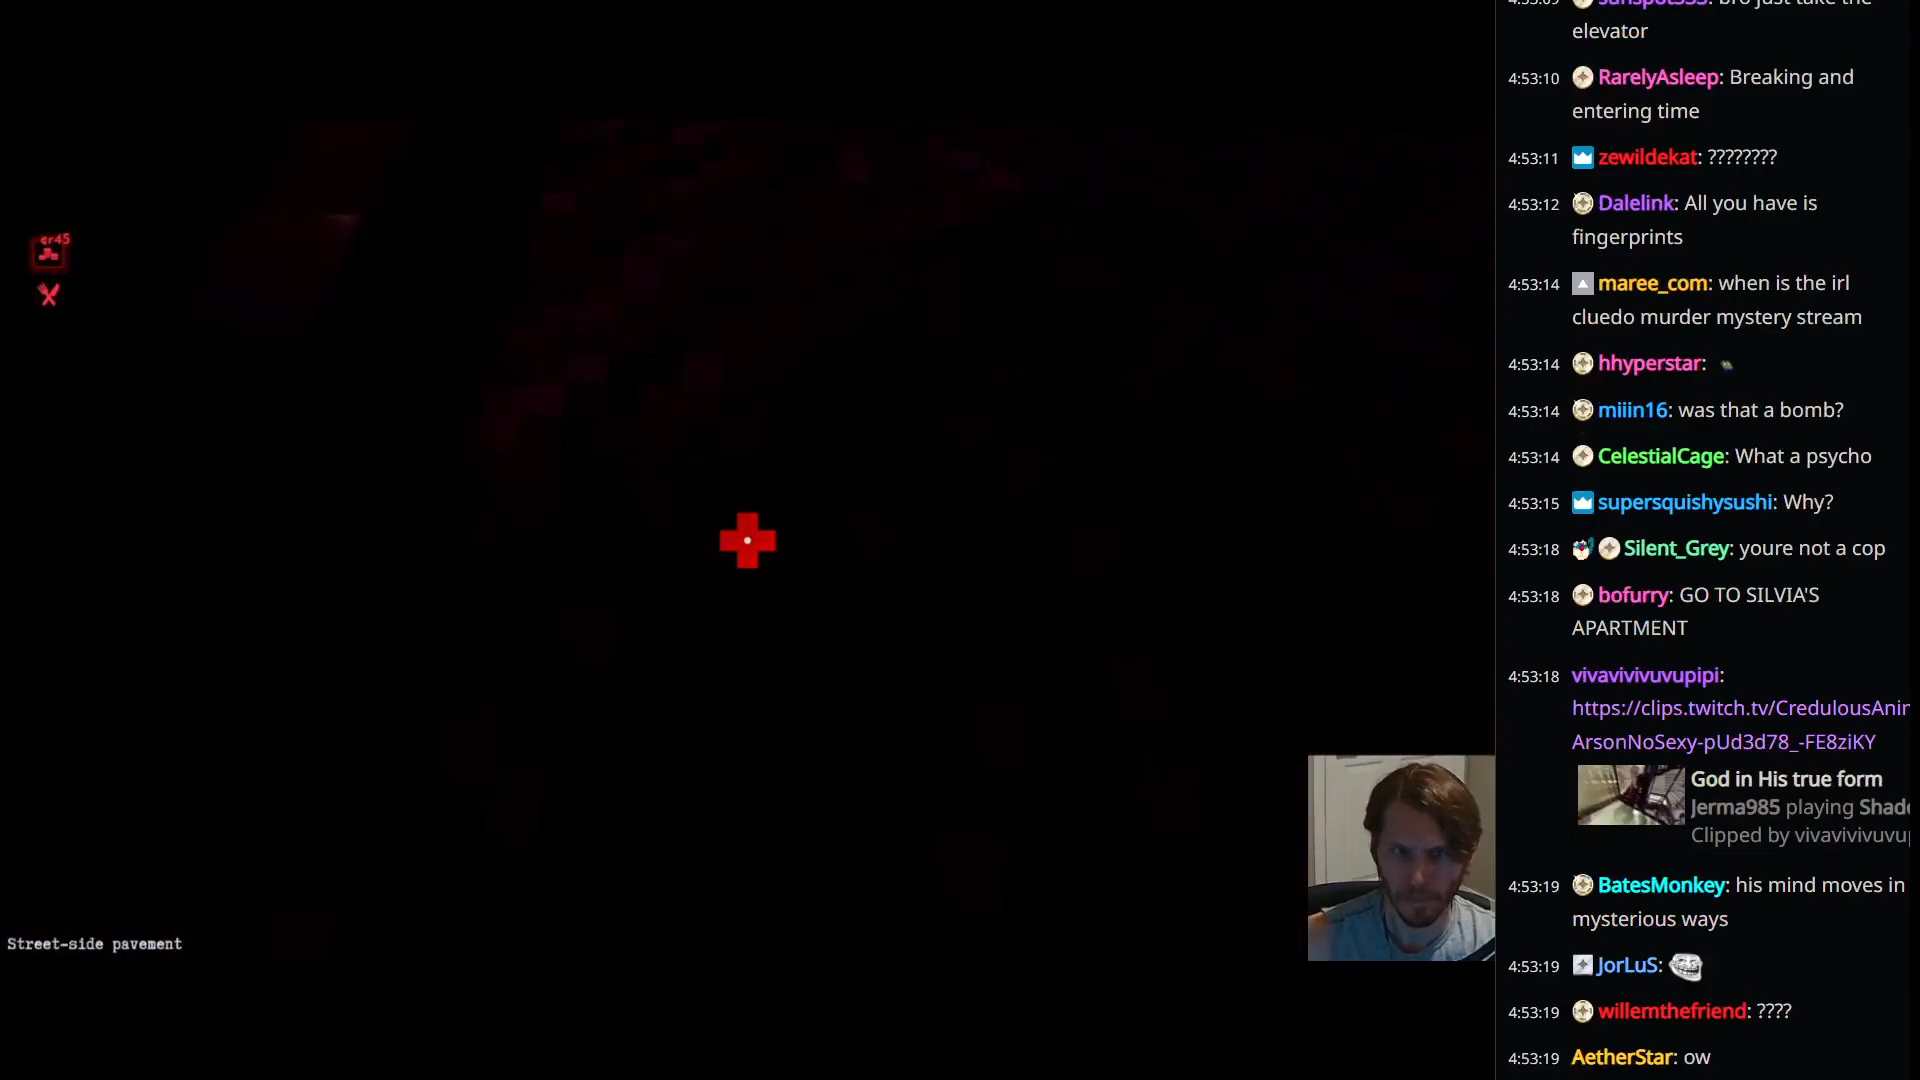 elevator
cr45
4:53:10 RarelyAsleep: Breaking and
entering time
4:53:11 zewildekat: ????????
4:53:12 Dalelink: All you have is
fingerprints
4:53:14 maree_com: when is the irl
cluedo murder mystery stream
4:53:14 hhyperstar:
4:53:14 miiin16: was that a bomb?
4:53:14 CelestialCage: What a psycho
4:53:15 supersquishysushi: Why?
4:53:18 Silent_Grey: youre not a cop
4:53:18 bofurry: GO TO SILVIA'S
APARTMENT
4:53:18 vivavivivuvupipi:
https://clips.twitch.tv/CredulousAnin
ArsonNoSexy-pUd3d78_-FE8ziKY
God in His true form
Jerma985 playing Shad
Clipped by vivavivivuvu
4:53:19 BatesMonkey: his mind moves in
mysterious ways
Street-side pavement
4:53:19 JorLuS:
4:53:19 willemthefriend: ????
4:53:19 AetherStar: ow